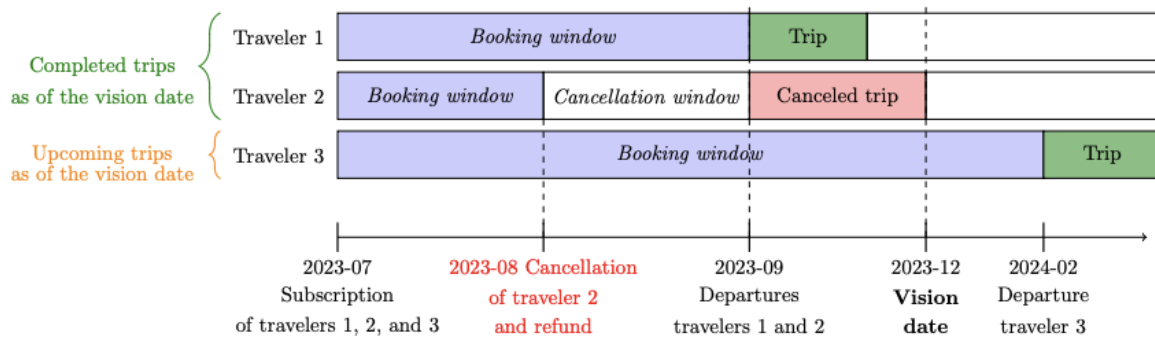 Completed trips
as of the vision date
Upcoming trips
as of the vision date
Traveler 1
Booking window
Trip
Traveler 2
Booking window
Cancellation window
Canceled trip
Traveler 3
Booking window
Trip
2023-07
Subscription
of travelers 1, 2, and 3
2023-08 Cancellation
of traveler 2
and refund
2023-09
Departures
travelers 1 and 2
2023-12
Vision
date
2024-02
Departure
traveler 3